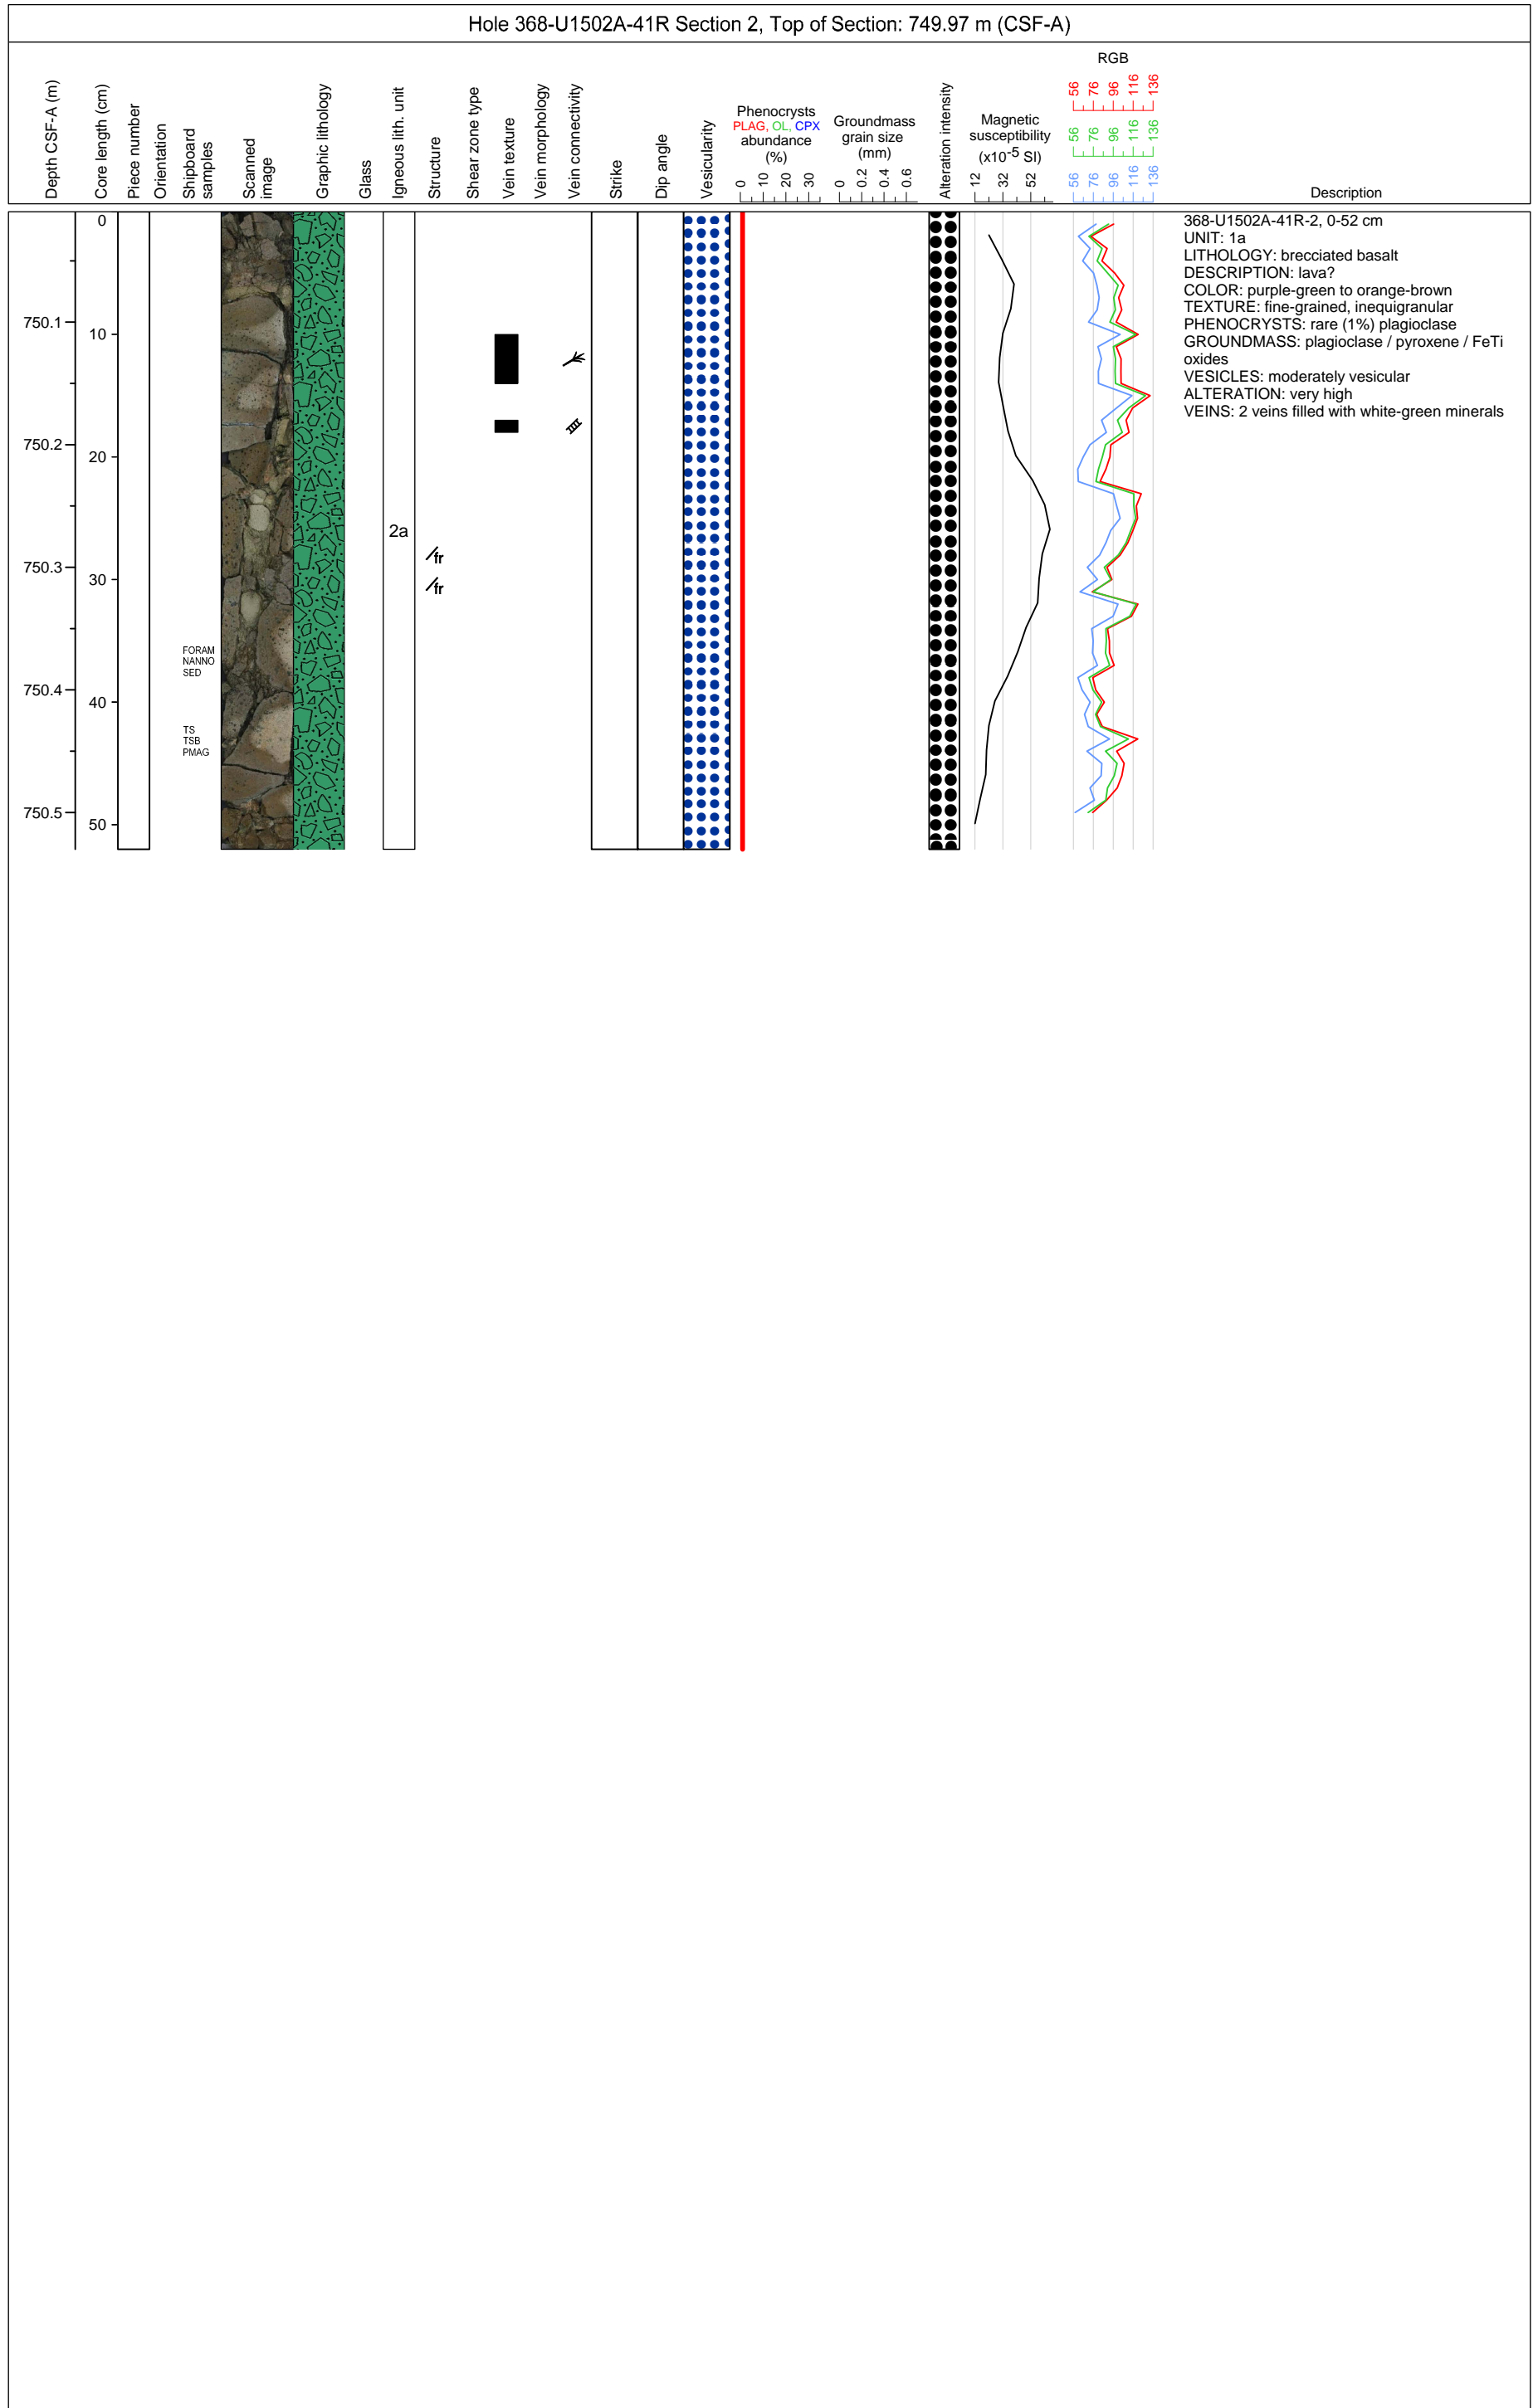 Hole 368-U1502A-41R Section 2, Top of Section: 749.97 m (CSF-A)
Depth CSF-A (m)
Core length (cm)
Piece number
Orientation
Shipboard
samples
Scanned
image
Graphic lithology
Glass
Igneous lith. unit
Structure
Shear zone type
Vein texture
Vein morphology
Vein connectivity
Strike
Dip angle
Vesicularity
Phenocrysts
PLAG, OL, CPX
abundance
(%)
0 10 20 30
Groundmass
grain size
(mm)
0 0.2 0.4 0.6
Alteration intensity
Magnetic
susceptibility
(x10-5 SI)
12 32 52
RGB
56 76 96 116 136
56 76 96 116 136
56 76 96 116 136
Description
368-U1502A-41R-2, 0-52 cm
UNIT: 1a
LITHOLOGY: brecciated basalt
DESCRIPTION: lava?
COLOR: purple-green to orange-brown
TEXTURE: fine-grained, inequigranular
PHENOCRYSTS: rare (1%) plagioclase
GROUNDMASS: plagioclase / pyroxene / FeTi
oxides
VESICLES: moderately vesicular
ALTERATION: very high
VEINS: 2 veins filled with white-green minerals
0
750.1
10
750.2
20
2a
fr
750.3
30
fr
FORAM
NANNO
SED
750.4
40
TS
TSB
PMAG
750.5
50